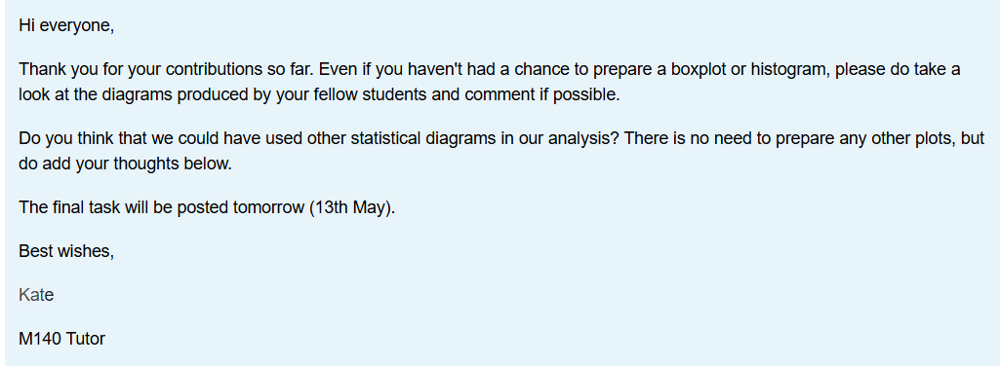 Hi everyone,
Thank you for your contributions so far. Even if you haven't had a chance to prepare a boxplot or histogram, please do take a
look at the diagrams produced by your fellow students and comment if possible.
Do you think that we could have used other statistical diagrams in our analysis? There is no need to prepare any other plots, but
do add your thoughts below.
The final task will be posted tomorrow (13th May).
Best wishes,
Kate
M140 Tutor